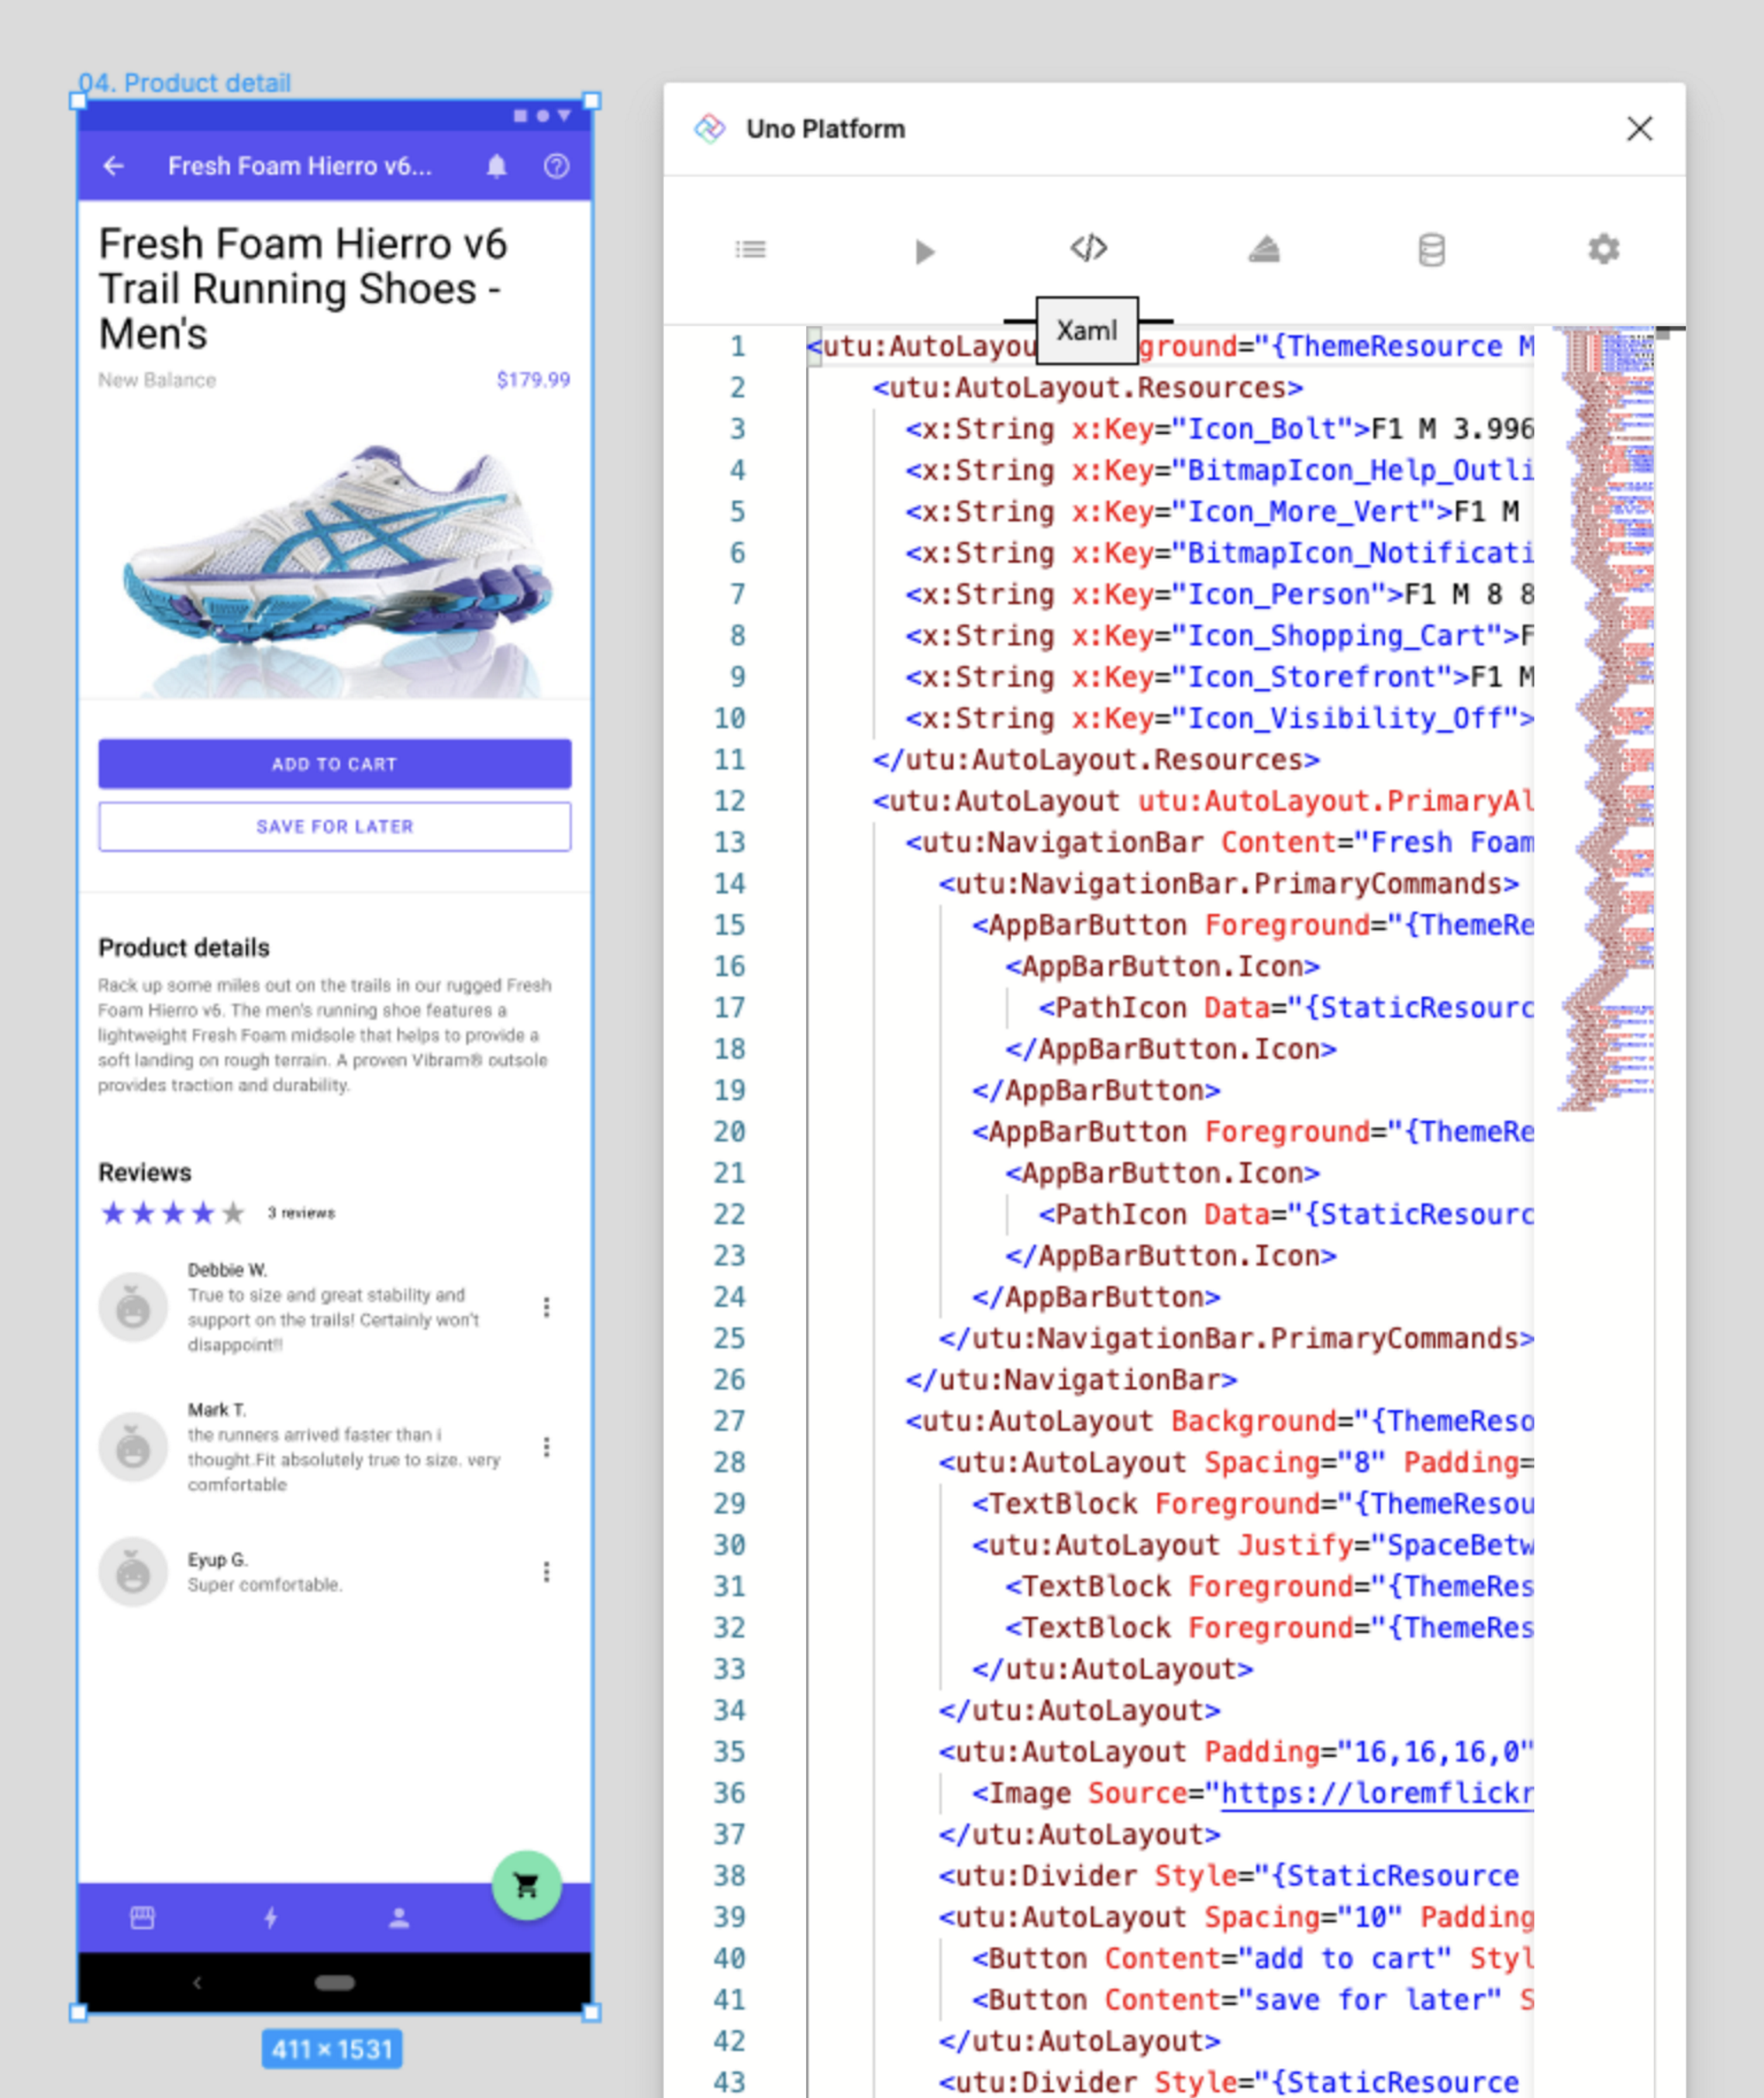 04. Product detail
Fresh Foam Hierro v6...
Fresh Foam Hierro v6
Trail Running Shoes -
Men's
New Balance $179.99
ADD TO CART
SAVE FOR LATER
Product details
Rack up some miles out on the trails in our rugged Fresh
Foam Hierro v6. The men's running shoe features a
lightweight Fresh Foam midsole that helps to provide a
soft landing on rough terrain. A proven Vibram® outsole
provides traction and durability.
Reviews
3 reviews
Debbie W.
True to size and great stability and
support on the trails! Certainly won't
disappoint!!
Mark T.
the runners arrived faster than i
thought.Fit absolutely true to size. very
comfortable
Eyup G.
Super comfortable.
411 × 1531
Uno Platform
Xaml
1 <utu:AutoLayou ground="{ThemeResource M
2 <utu:AutoLayout.Resources>
3 <x:String x:Key="Icon_Bolt">F1 M 3.996
4 <x:String x:Key="BitmapIcon_Help_Outli
5 <x:String x:Key="Icon_More_Vert">F1 M
6 <x:String x:Key="BitmapIcon_Notificati
7 <x:String x:Key="Icon_Person">F1 M 8 8
8 <x:String x:Key="Icon_Shopping_Cart">F
9 <x:String x:Key="Icon_Storefront">F1 M
10 <x:String x:Key="Icon_Visibility_Off">
11 </utu:AutoLayout.Resources>
12 <utu:AutoLayout utu:AutoLayout.PrimaryAl
13 <utu:NavigationBar Content="Fresh Foam
14 <utu:NavigationBar.PrimaryCommands>
15 <AppBarButton Foreground="{ThemeRe
16 <AppBarButton.Icon>
17 <PathIcon Data="{StaticResourc
18 </AppBarButton.Icon>
19 </AppBarButton>
20 <AppBarButton Foreground="{ThemeRe
21 <AppBarButton.Icon>
22 <PathIcon Data="{StaticResourc
23 </AppBarButton.Icon>
24 </AppBarButton>
25 </utu:NavigationBar.PrimaryCommands>
26 </utu:NavigationBar>
27 <utu:AutoLayout Background="{ThemeReso
28 <utu:AutoLayout Spacing="8" Padding=
29 <TextBlock Foreground="{ThemeResou
30 <utu:AutoLayout Justify="SpaceBetw
31 <TextBlock Foreground="{ThemeRes
32 <TextBlock Foreground="{ThemeRes
33 </utu:AutoLayout>
34 </utu:AutoLayout>
35 <utu:AutoLayout Padding="16,16,16,0"
36 <Image Source="https://loremflickr
37 </utu:AutoLayout>
38 <utu:Divider Style="{StaticResource
39 <utu:AutoLayout Spacing="10" Padding
40 <Button Content="add to cart" Styl
41 <Button Content="save for later" S
42 </utu:AutoLayout>
43 <utu:Divider Style="{StaticResource